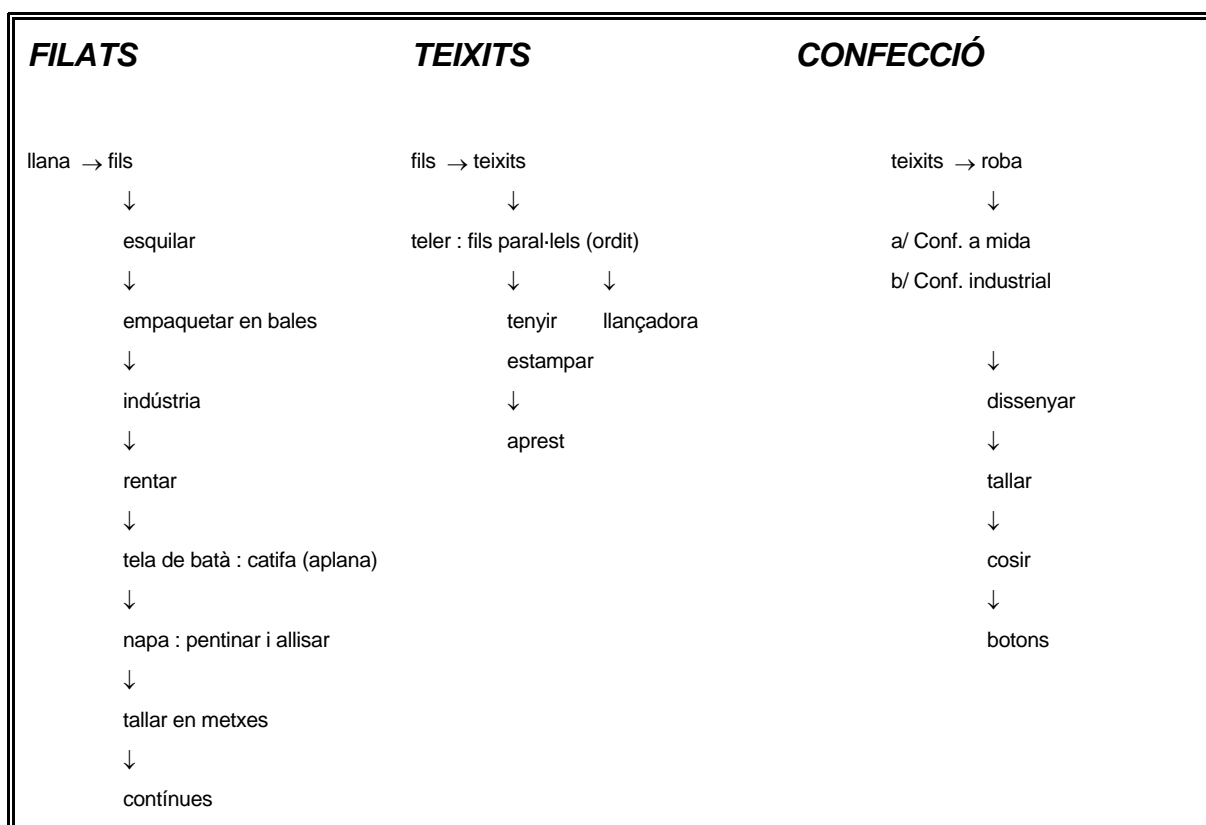 FILATS TEIXITS CONFECCIÓ
llana → fils fils → teixits teixits → roba
↓ ↓ ↓
esquilar teler : fils paral·lels (ordit) a/ Conf. a mida
↓ ↓ ↓ b/ Conf. industrial
empaquetar en bales tenyir llançadora
↓ estampar ↓
indústria ↓ dissenyar
↓ aprest ↓
rentar tallar
↓ ↓
tela de batà : catifa (aplana) cosir
↓ ↓
napa : pentinar i allisar botons
↓
tallar en metxes
↓
contínues